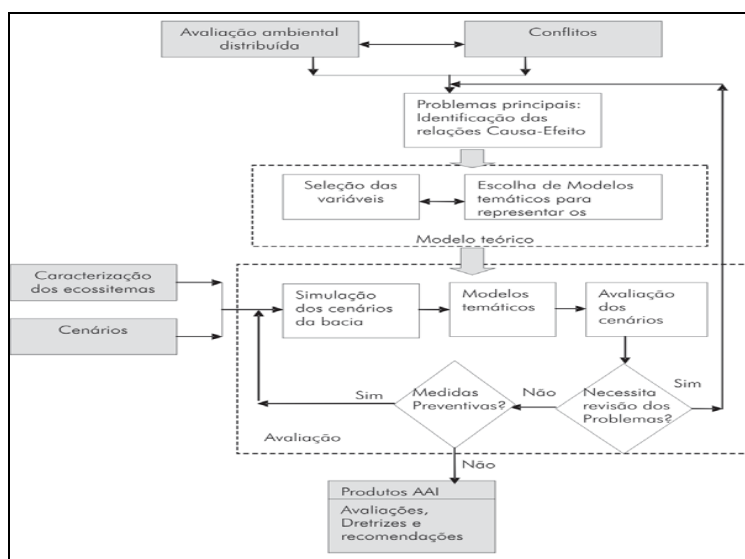 Avaliação ambiental
distribuída
Conflitos
Problemas principais:
Identificação das
relações Causa-Efeito
Seleção das
variáveis
Escolha de Modelos
temáticos para
representar os
Modelo teórico
Caracterização
dos ecossitemas
Cenários
Simulação
dos cenários
da bacia
Modelos
temáticos
Avaliação
dos
cenários
Sim
Medidas
Preventivas?
Não
Necessita
revisão dos
Problemas?
Sim
Avaliação
Não
Produtos AAI
Avaliações,
Dretrizes e
recomendações